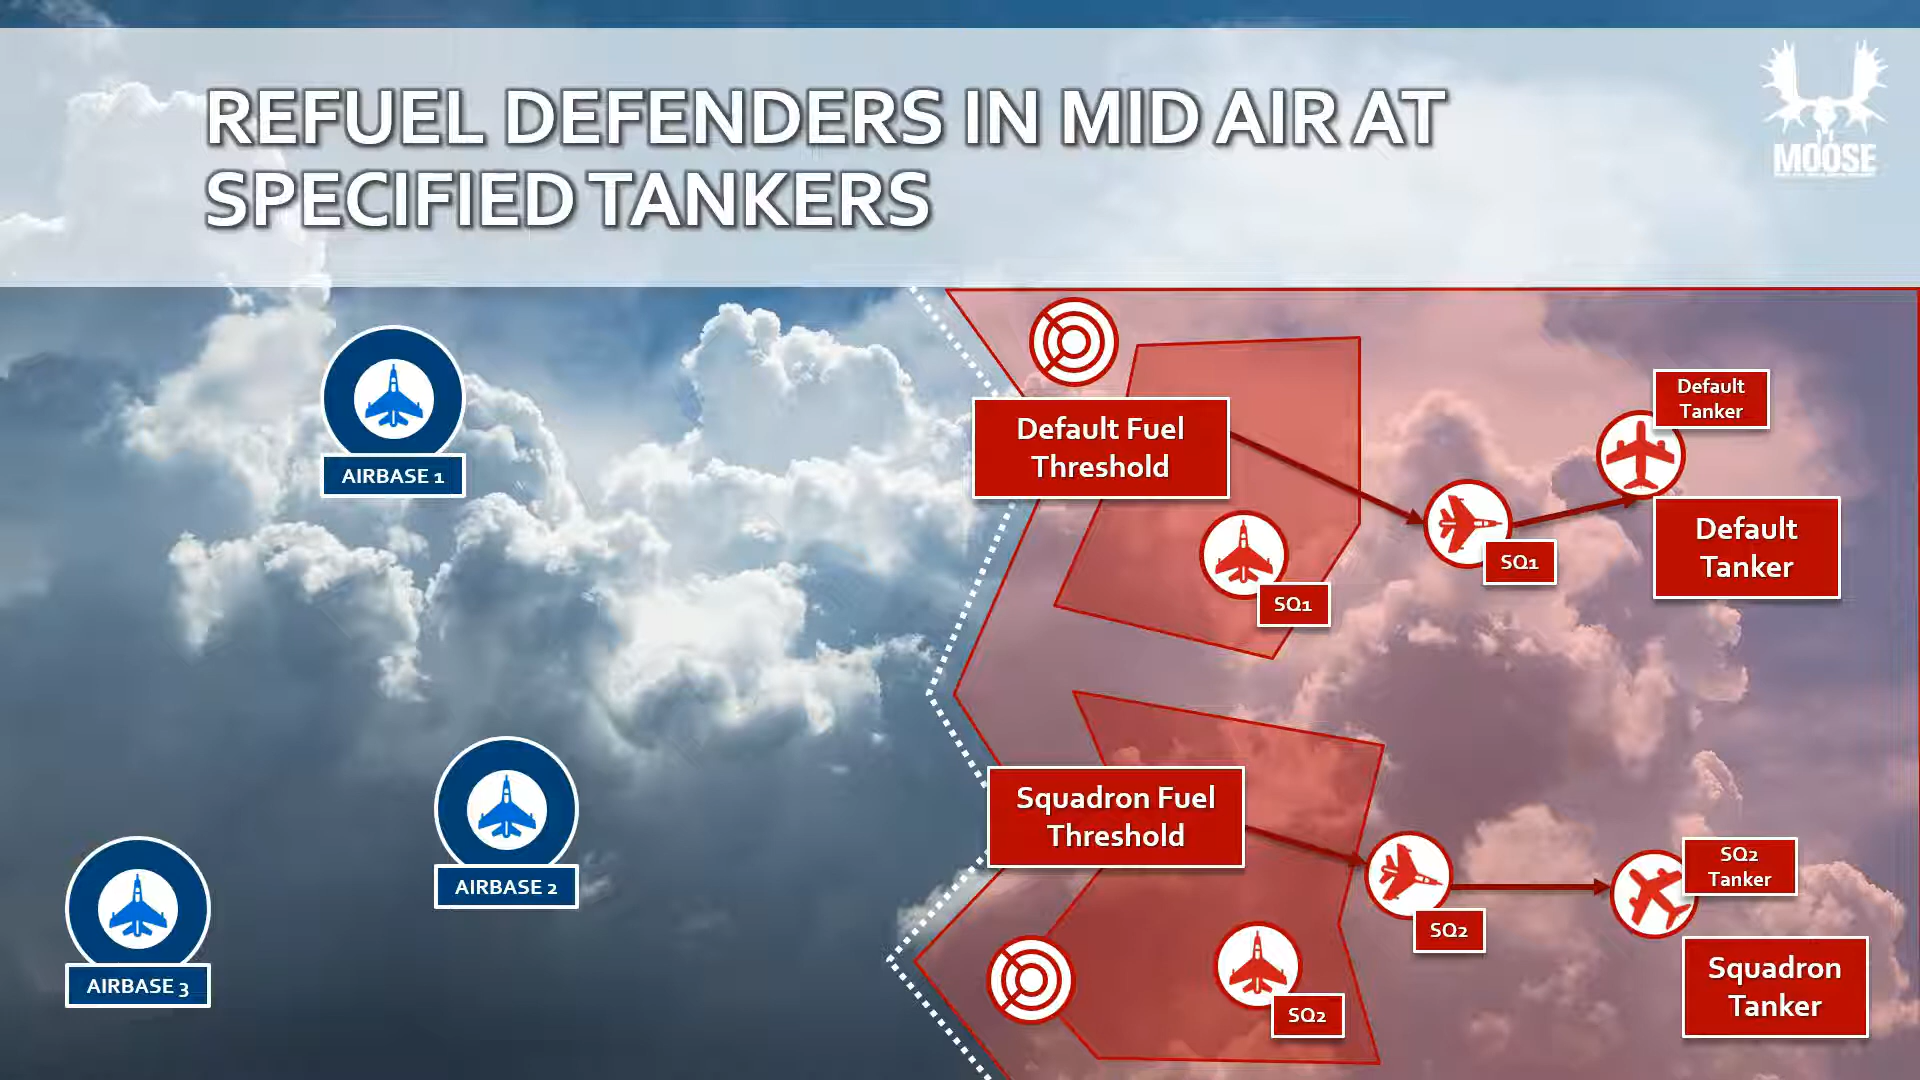 REFUEL DEFENDERS IN MID AIR AT
SPECIFIED TANKERS
MOOSE
AIRBASE 1
AIRBASE 2
AIRBASE 3
Default Fuel
Threshold
SQ1
SQ1
Default
Tanker
Default
Tanker
Squadron Fuel
Threshold
SQ2
SQ2
SQ2
Tanker
Squadron
Tanker